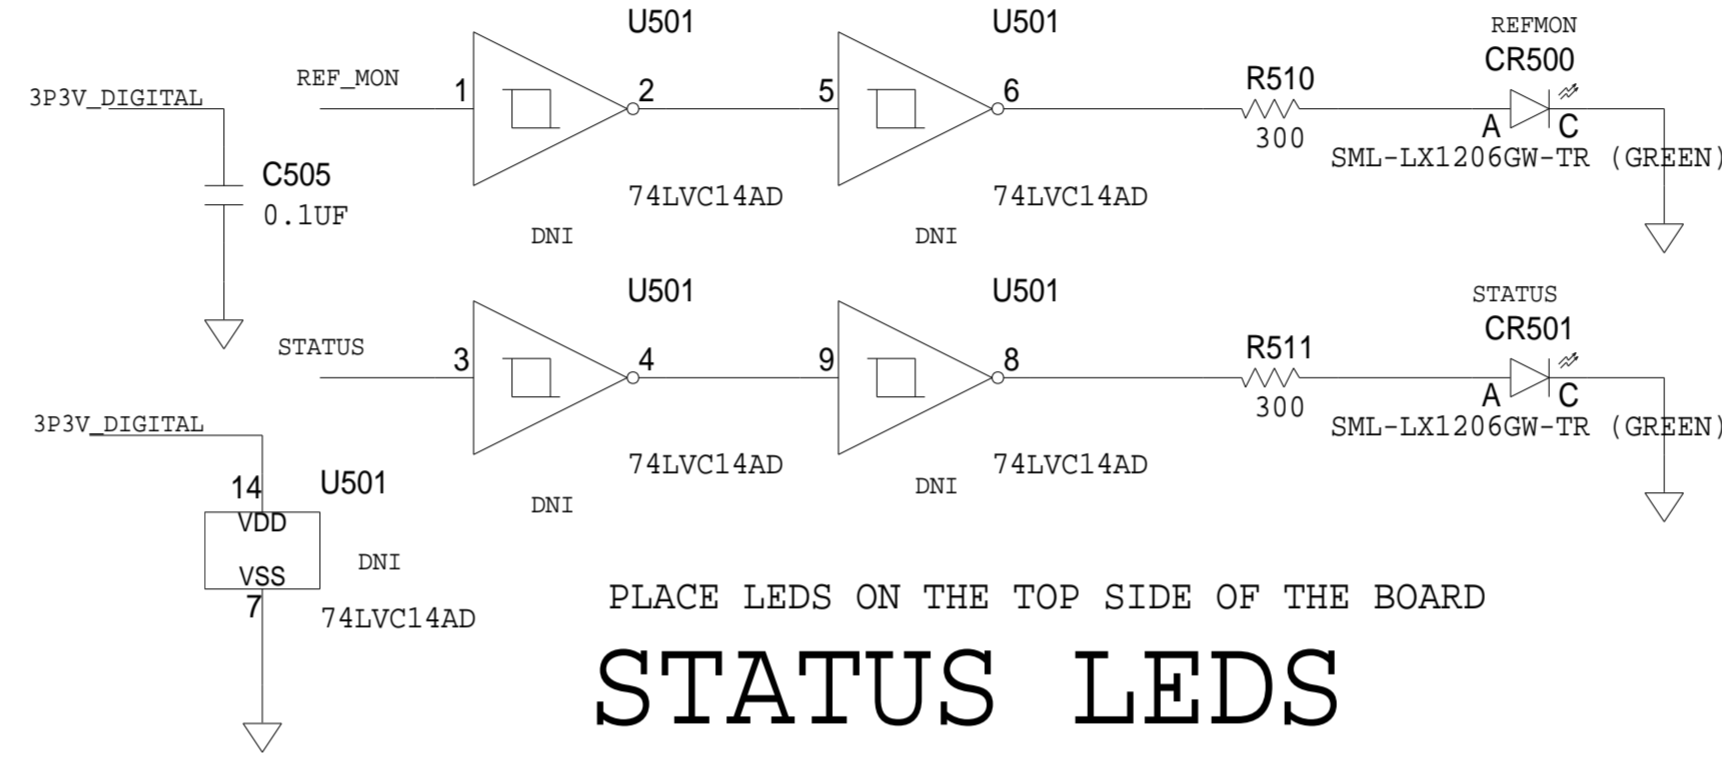 U501
U501
REFMON
CR500
3P3V_DIGITAL
REF_MON
1
2
5
6
R510
300
A
C
SML-LX1206GW-TR (GREEN)
C505
0.1UF
74LVC14AD
74LVC14AD
DNI
DNI
U501
U501
STATUS
CR501
STATUS
3
4
9
8
R511
300
A
C
SML-LX1206GW-TR (GREEN)
3P3V_DIGITAL
74LVC14AD
74LVC14AD
DNI
DNI
14
U501
VDD
DNI
VSS
7
74LVC14AD
PLACE LEDS ON THE TOP SIDE OF THE BOARD
STATUS LEDS